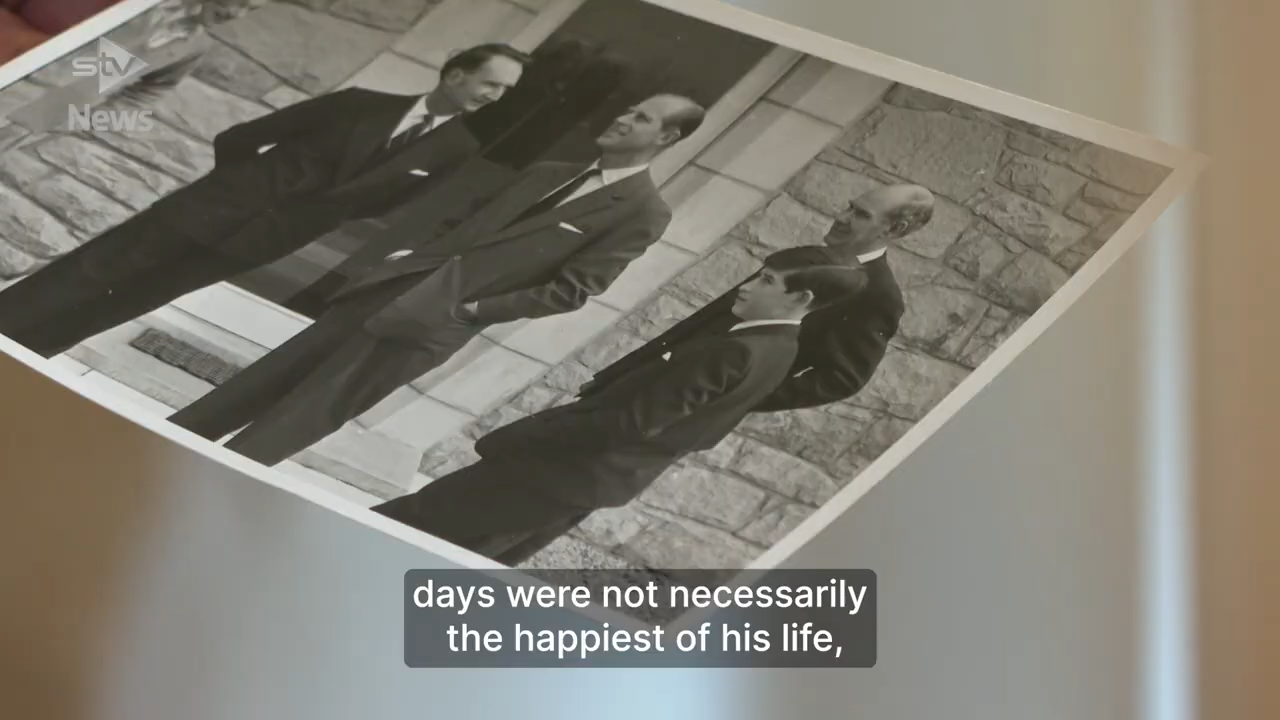 stv
News
days were not necessarily
the happiest of his life,